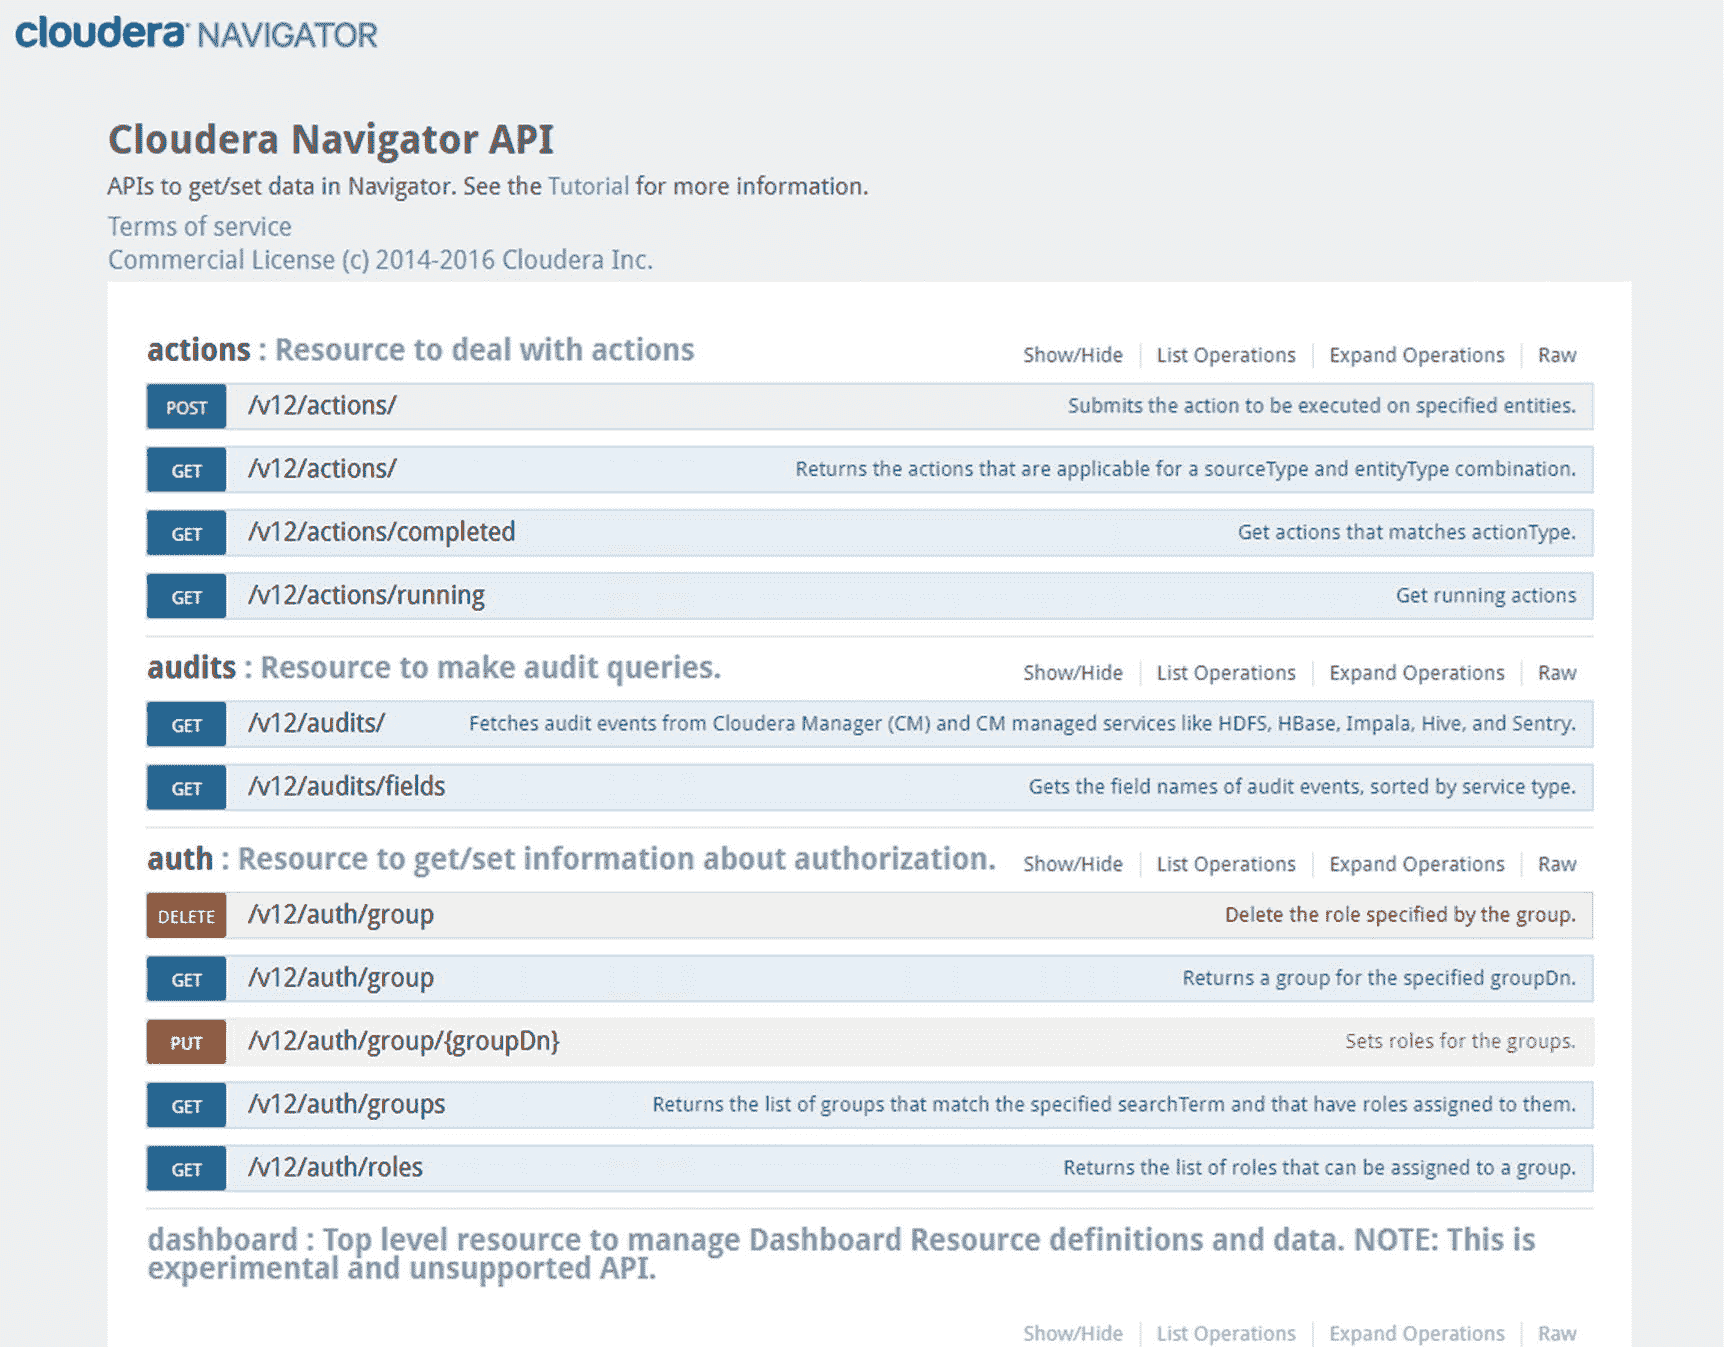 cloudera NAVIGATOR
Cloudera Navigator API
APIs to get/set data in Navigator. See the Tutorial for more information.
Terms of service
Commercial License (c) 2014-2016 Cloudera Inc.
actions : Resource to deal with actions Show/Hide List Operations Expand Operations Raw
POST /v12/actions/ Submits the action to be executed on specified entities.
GET /v12/actions/ Returns the actions that are applicable for a sourceType and entityType combination.
GET /v12/actions/completed Get actions that matches actionType.
GET /v12/actions/running Get running actions
audits : Resource to make audit queries. Show/Hide List Operations Expand Operations Raw
GET /v12/audits/ Fetches audit events from Cloudera Manager (CM) and CM managed services like HDFS, HBase, Impala, Hive, and Sentry.
GET /v12/audits/fields Gets the field names of audit events, sorted by service type.
auth : Resource to get/set information about authorization. Show/Hide List Operations Expand Operations Raw
DELETE /v12/auth/group Delete the role specified by the group.
GET /v12/auth/group Returns a group for the specified groupDn.
PUT /v12/auth/group/{groupDn} Sets roles for the groups.
GET /v12/auth/groups Returns the list of groups that match the specified searchTerm and that have roles assigned to them.
GET /v12/auth/roles Returns the list of roles that can be assigned to a group.
dashboard : Top level resource to manage Dashboard Resource definitions and data. NOTE: This is
experimental and unsupported API.
Show/Hide List Operations Expand Operations Raw